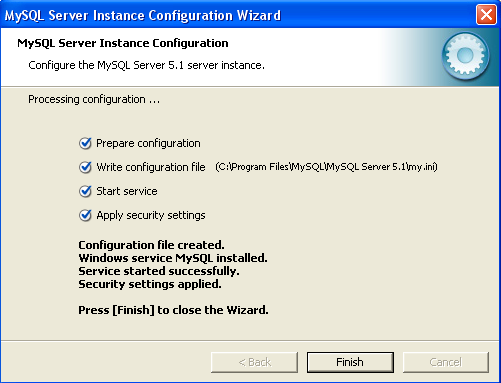 MySQL Server Instance Configuration Wizard
MySQL Server Instance Configuration
Configure the MySQL Server 5.1 server instance.
Processing configuration ...
Prepare configuration
Write configuration file (C:\Program Files\MySQL\MySQL Server 5.1\my.ini)
Start service
Apply security settings
Configuration file created.
Windows service MySQL installed.
Service started successfully.
Security settings applied.
Press [Finish] to close the Wizard.
< Back Finish Cancel